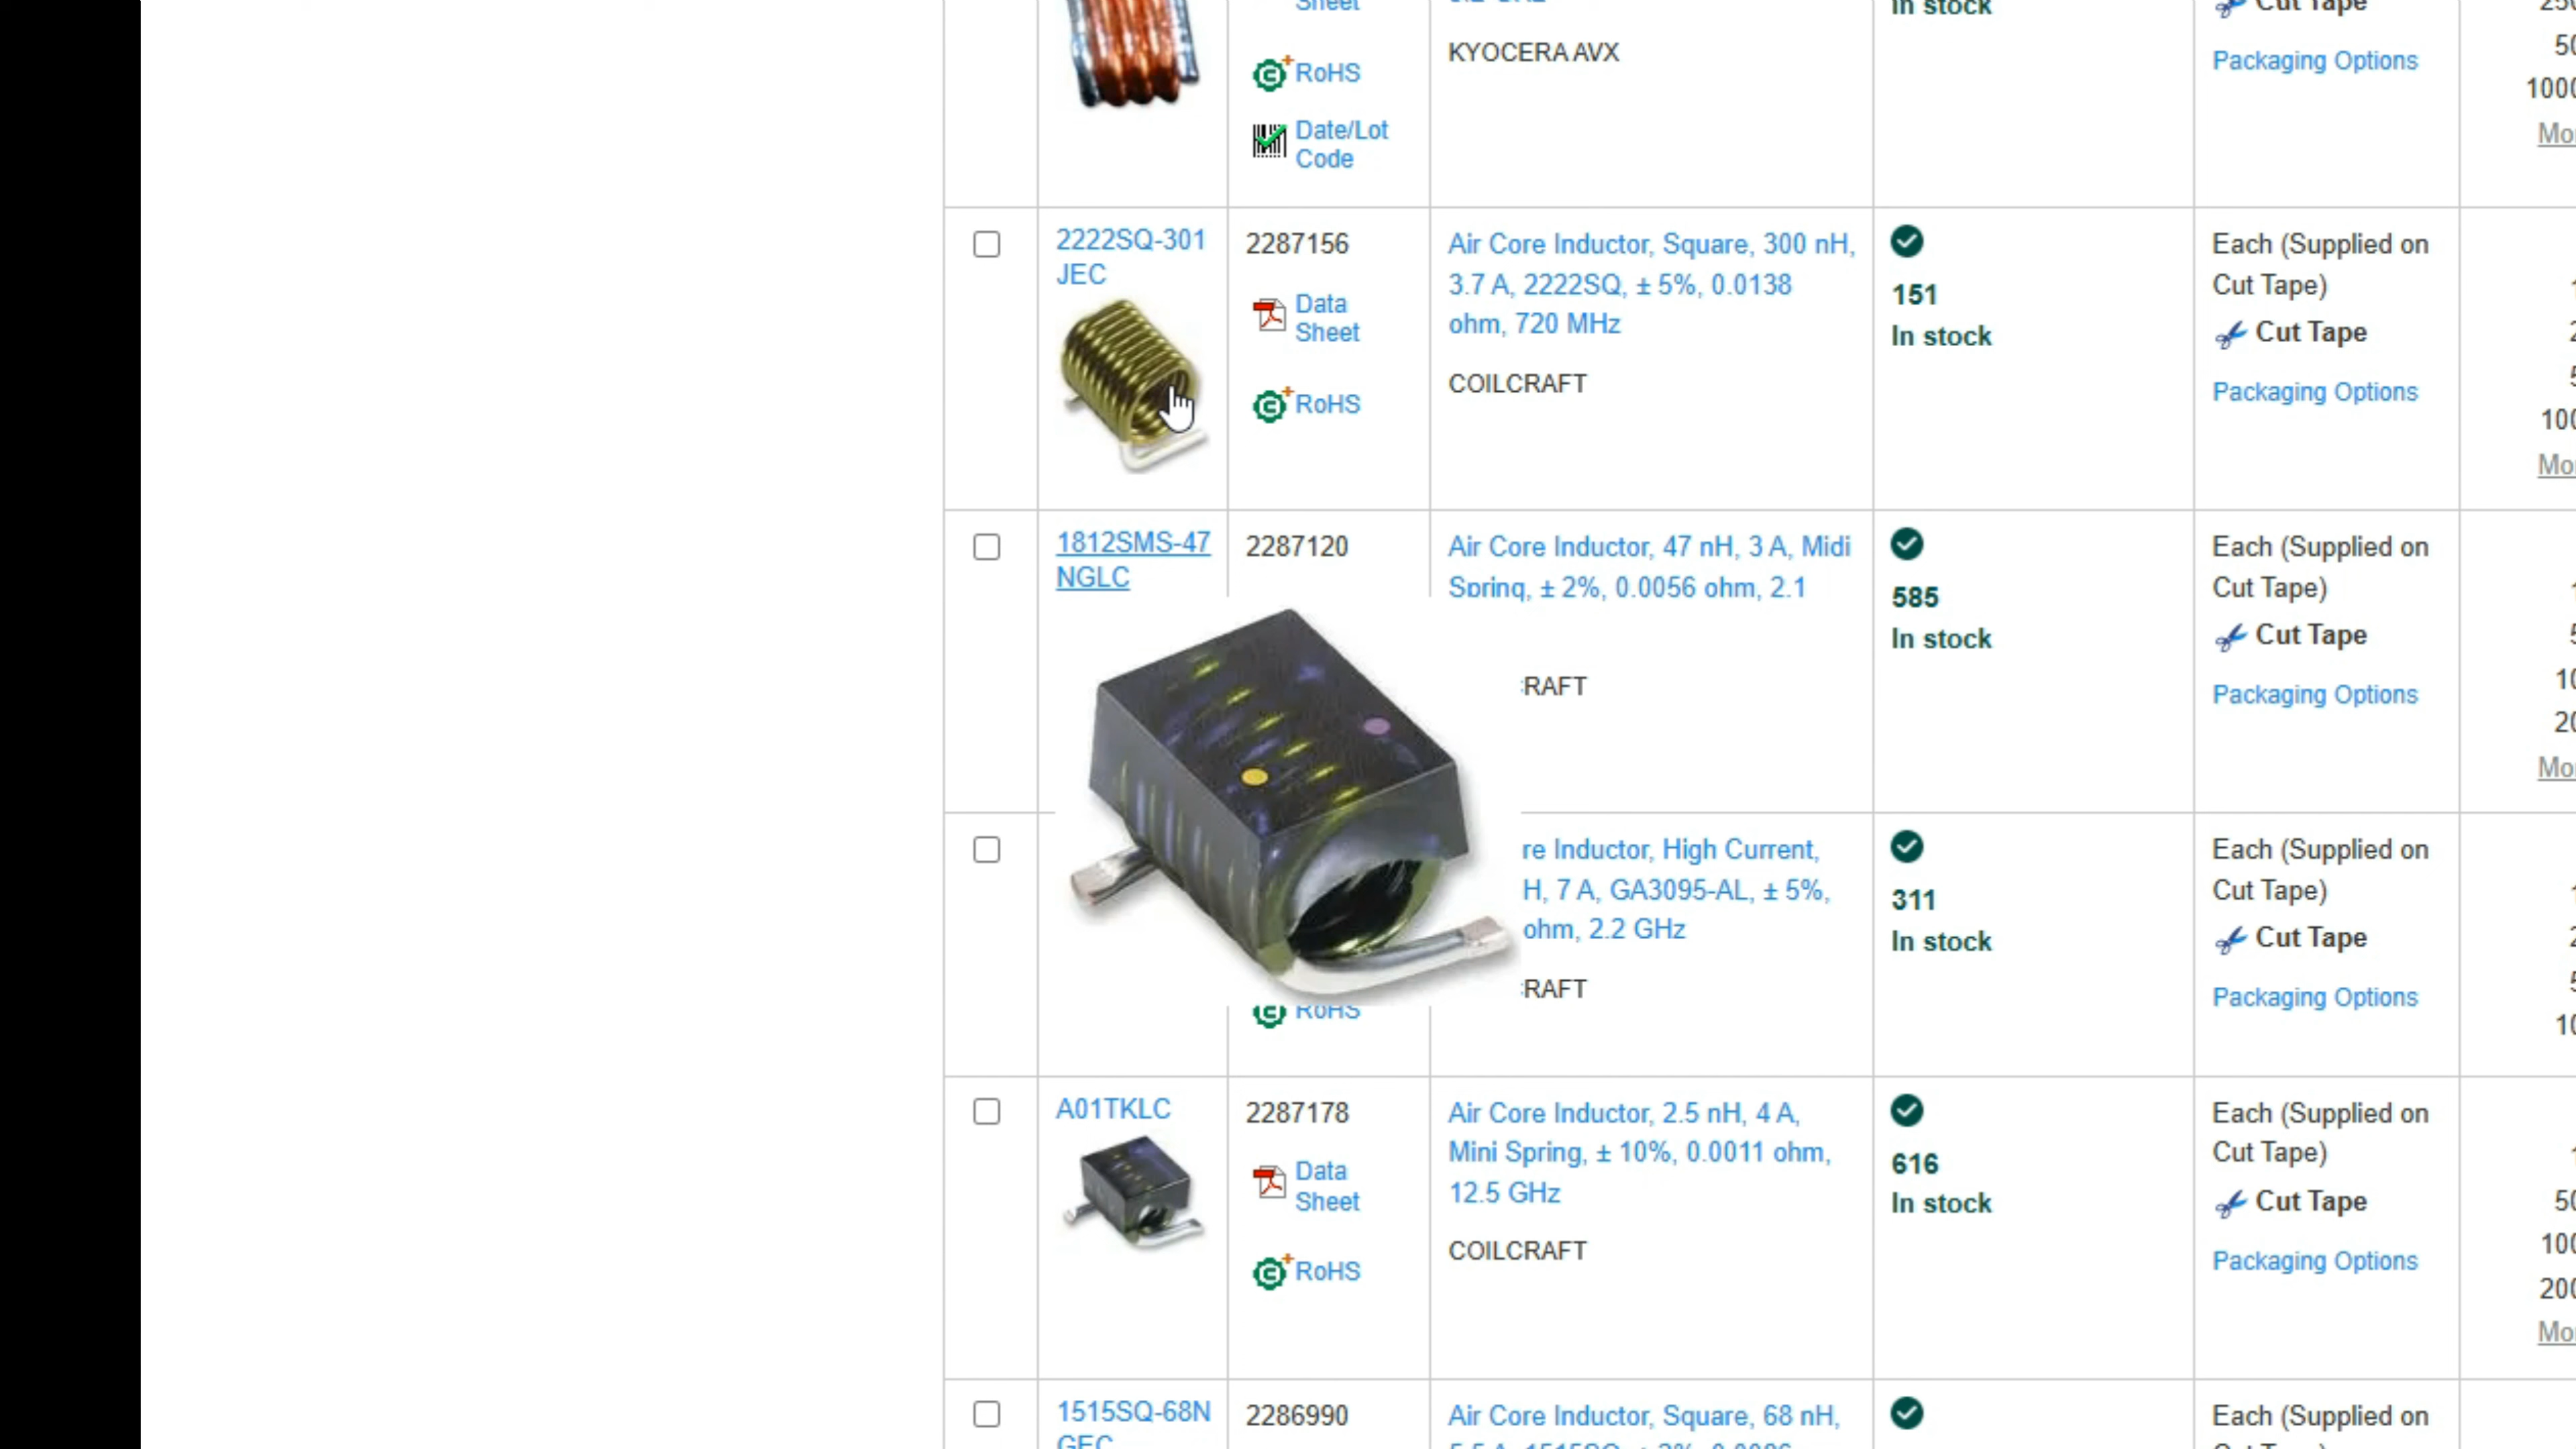 Sheet
In stock
Cut Tape
KYOCERA AVX
Packaging Options
RoHS
1000
Date/Lot
Code
2222SQ-301
JEC
2287156
Data
Sheet
RoHS
Air Core Inductor, Square, 300 nH,
3.7 A, 2222SQ, ± 5%, 0.0138
ohm, 720 MHz
COILCRAFT
151
In stock
Each (Supplied on
Cut Tape)
Cut Tape
Packaging Options
1812SMS-47
NGLC
2287120
Air Core Inductor, 47 nH, 3 A, Midi
Spring, ± 2%, 0.0056 ohm, 2.1
RAFT
585
In stock
Each (Supplied on
Cut Tape)
Cut Tape
Packaging Options
re Inductor, High Current,
H, 7 A, GA3095-AL, ± 5%,
ohm, 2.2 GHz
RAFT
RoHS
311
In stock
Each (Supplied on
Cut Tape)
Cut Tape
Packaging Options
A01TKLC
2287178
Data
Sheet
RoHS
Air Core Inductor, 2.5 nH, 4 A,
Mini Spring, ± 10%, 0.0011 ohm,
12.5 GHz
COILCRAFT
616
In stock
Each (Supplied on
Cut Tape)
Cut Tape
Packaging Options
1515SQ-68N
GEC
2286990
Air Core Inductor, Square, 68 nH,
Each (Supplied on